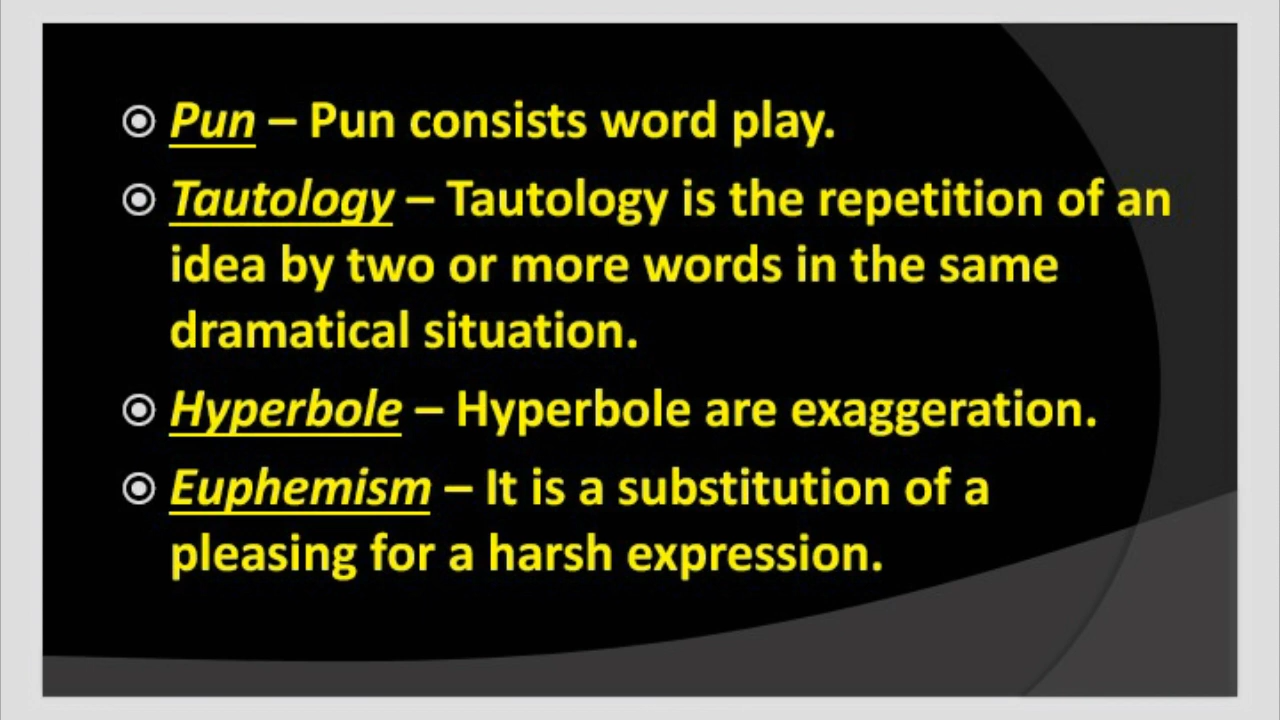 Pun – Pun consists word play.
Tautology – Tautology is the repetition of an
idea by two or more words in the same
dramatical situation.
Hyperbole – Hyperbole are exaggeration.
Euphemism – It is a substitution of a
pleasing for a harsh expression.